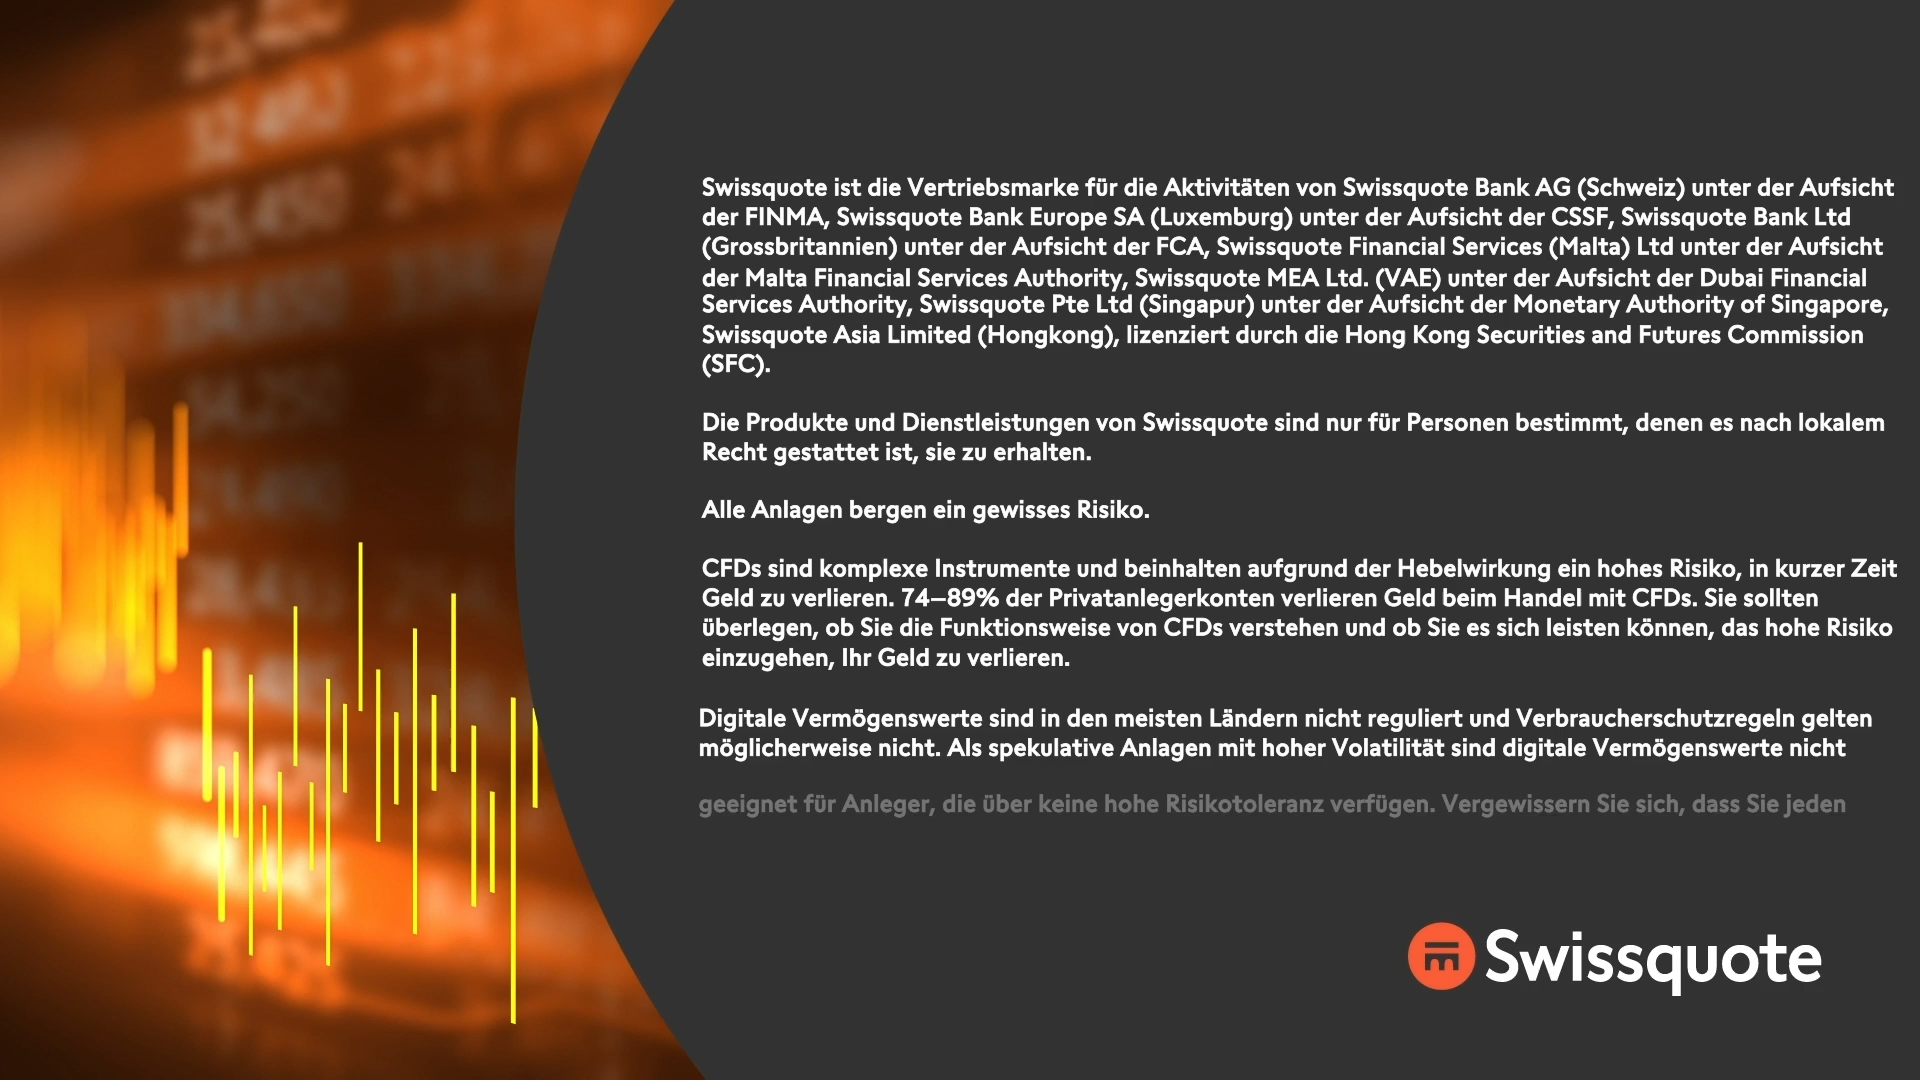 Swissquote ist die Vertriebsmarke für die Aktivitäten von Swissquote Bank AG (Schweiz) unter der Aufsicht
der FINMA, Swissquote Bank Europe SA (Luxemburg) unter der Aufsicht der CSSF, Swissquote Bank Ltd
(Grossbritannien) unter der Aufsicht der FCA, Swissquote Financial Services (Malta) Ltd unter der Aufsicht
der Malta Financial Services Authority, Swissquote MEA Ltd. (VAE) unter der Aufsicht der Dubai Financial
Services Authority, Swissquote Pte Ltd (Singapur) unter der Aufsicht der Monetary Authority of Singapore,
Swissquote Asia Limited (Hongkong), lizenziert durch die Hong Kong Securities and Futures Commission
(SFC).
Die Produkte und Dienstleistungen von Swissquote sind nur für Personen bestimmt, denen es nach lokalem
Recht gestattet ist, sie zu erhalten.
Alle Anlagen bergen ein gewisses Risiko.
CFDs sind komplexe Instrumente und beinhalten aufgrund der Hebelwirkung ein hohes Risiko, in kurzer Zeit
Geld zu verlieren. 74–89% der Privatanlegerkonten verlieren Geld beim Handel mit CFDs. Sie sollten
überlegen, ob Sie die Funktionsweise von CFDs verstehen und ob Sie es sich leisten können, das hohe Risiko
einzugehen, Ihr Geld zu verlieren.
Digitale Vermögenswerte sind in den meisten Ländern nicht reguliert und Verbraucherschutzregeln gelten
möglicherweise nicht. Als spekulative Anlagen mit hoher Volatilität sind digitale Vermögenswerte nicht
geeignet für Anleger, die über keine hohe Risikotoleranz verfügen. Vergewissern Sie sich, dass Sie jeden
Swissquote